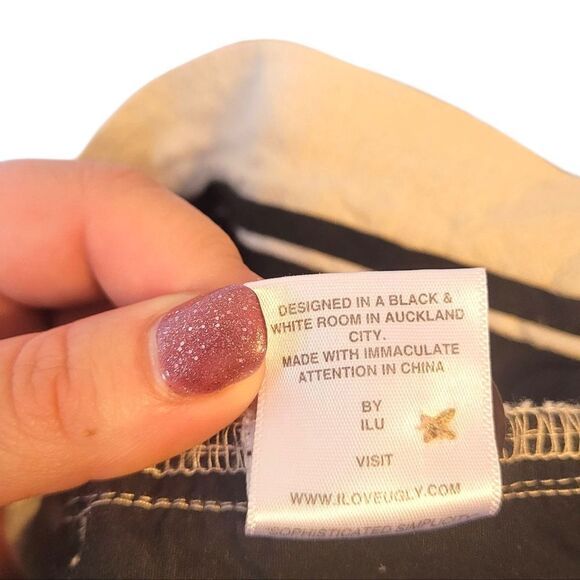 DESIGNED IN A BLACK &
WHITE ROOM IN AUCKLAND
CITY.
MADE WITH IMMACULATE
ATTENTION IN CHINA
BY
ILU
VISIT
WWW.ILOVEUGLY.COM
SOPHISTICATED